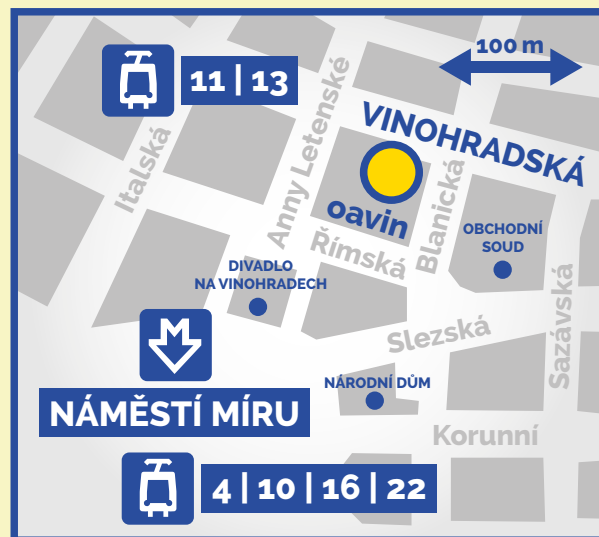 100 m
11 | 13
VINOHRADSKÁ
Italská
Anny Letenské
oavin
Blanická
Římská
OBCHODNÍ
SOUD
DIVADLO
NA VINOHRADECH
Sazávská
Slezská
M
NÁRODNÍ DŮM
NÁMĚSTÍ MÍRU
Korunní
4 | 10 | 16 | 22